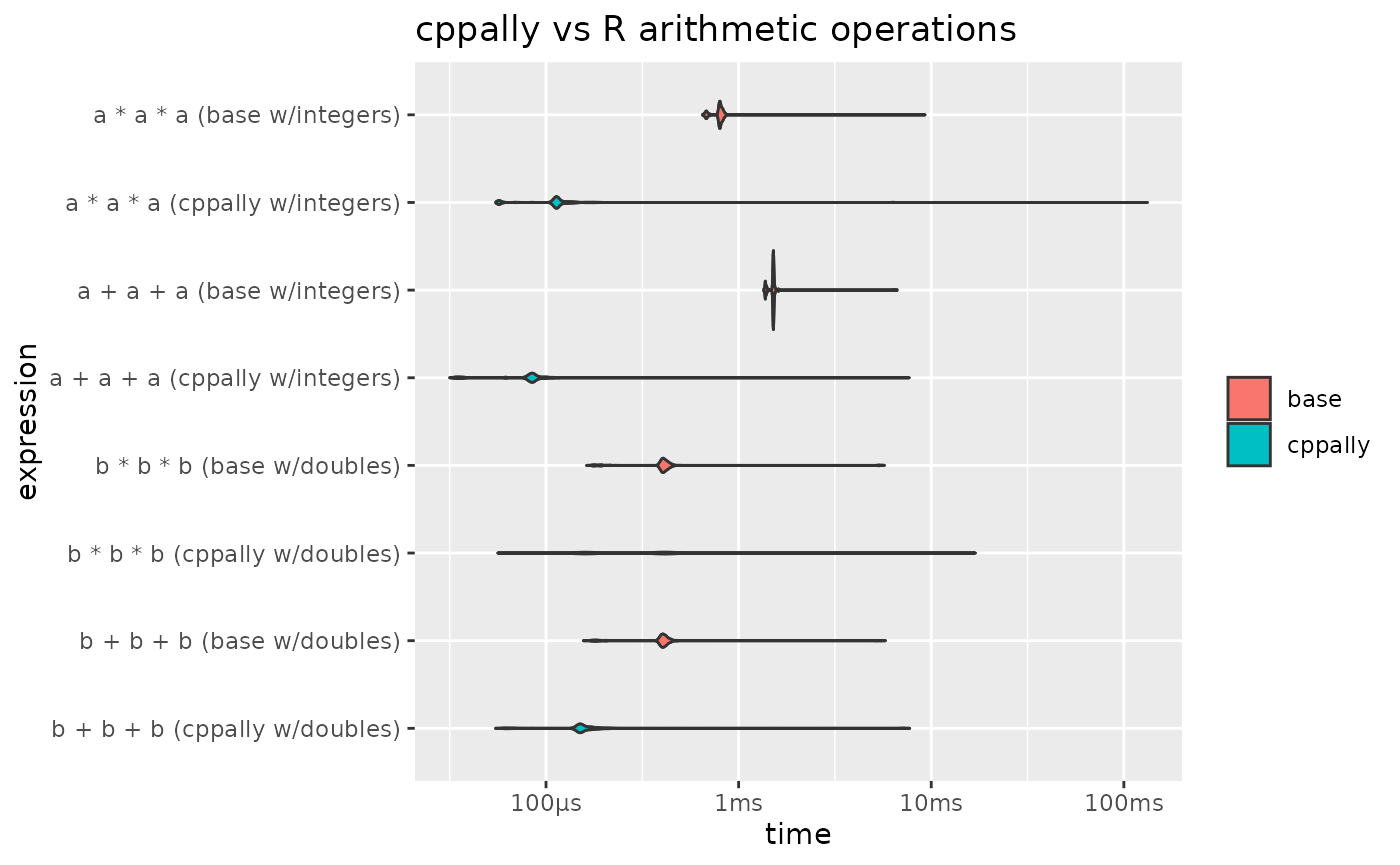 cppally vs R arithmetic operations
a * a * a (base w/integers)
a * a * a (cppally w/integers)
a + a + a (base w/integers)
a + a + a (cppally w/integers)
b * b * b (base w/doubles)
b * b * b (cppally w/doubles)
b + b + b (base w/doubles)
b + b + b (cppally w/doubles)
expression
100µs
1ms
10ms
100ms
time
base
cppally